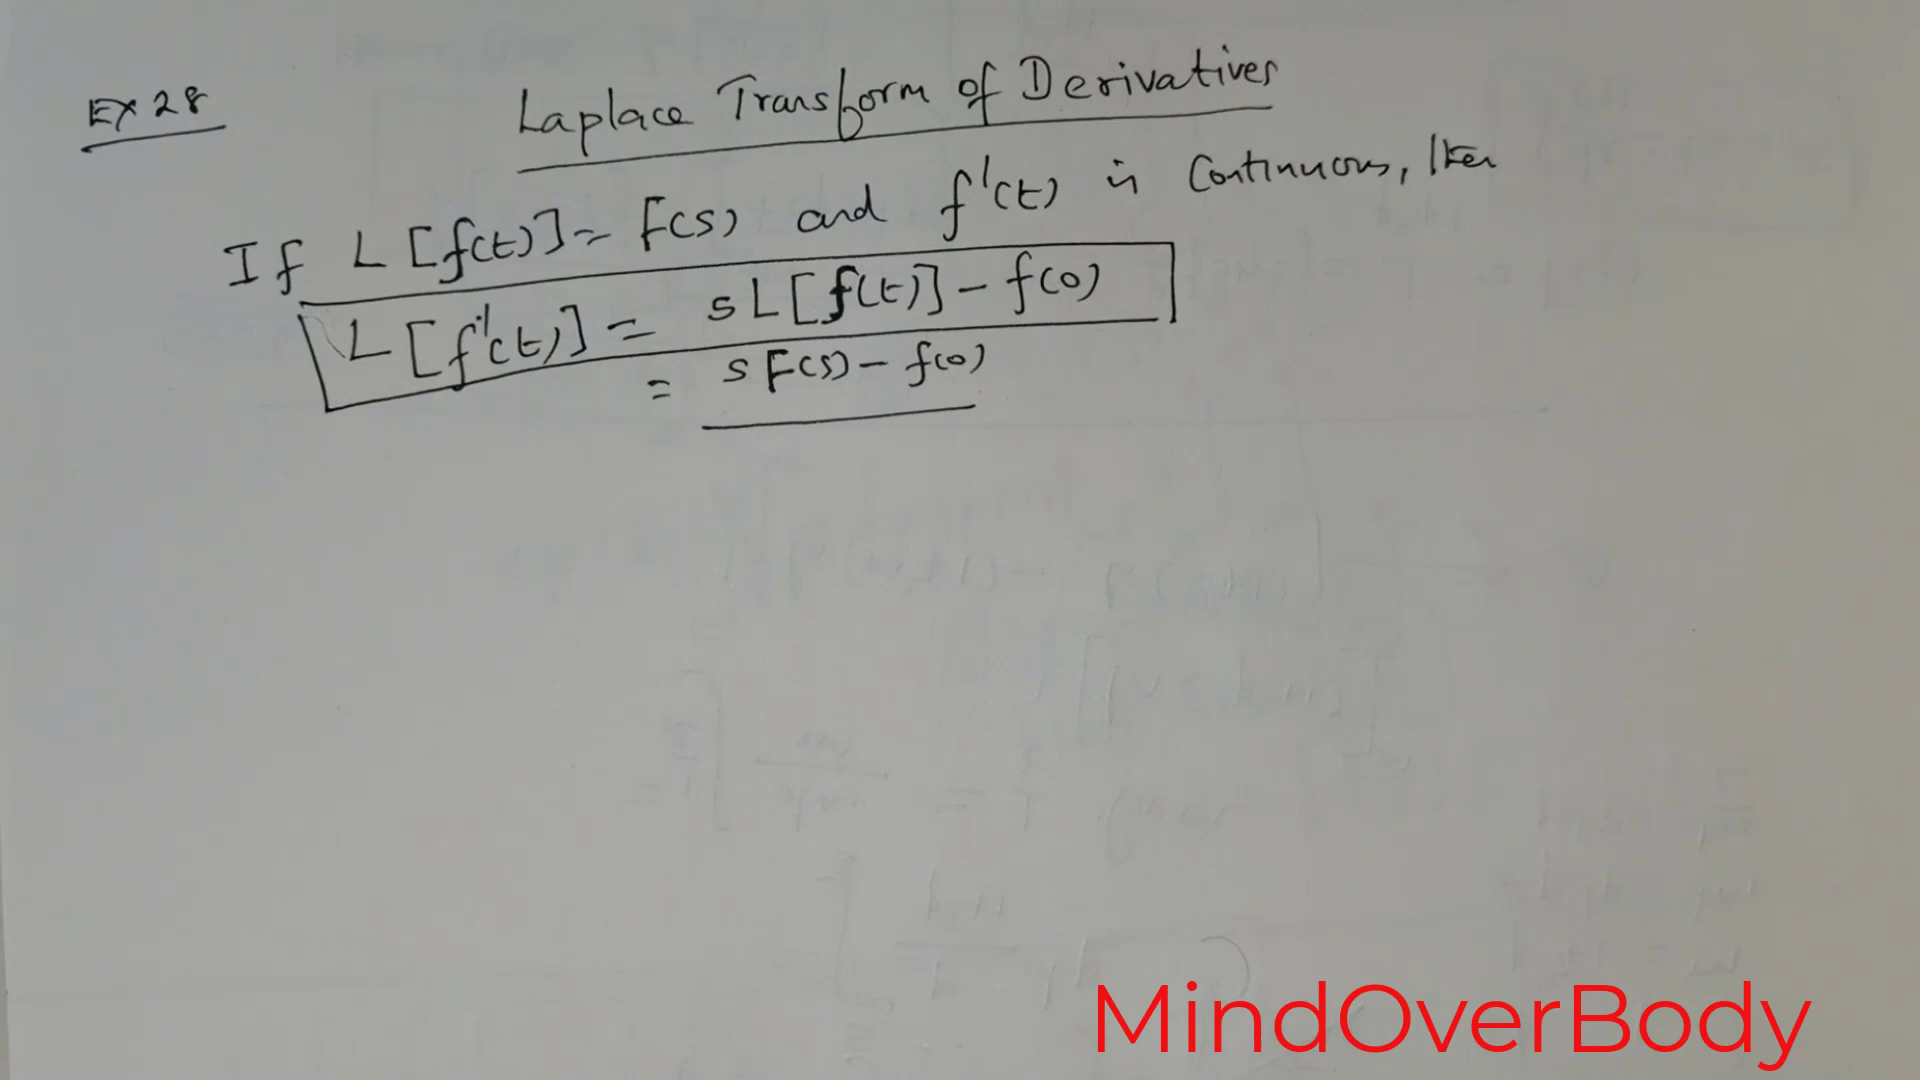 EX 28
Laplace Transform of Derivatives
If L[f(t)] = F(s) and f'(t) is Continuous, then
L[f'(t)] = sL[f(t)] - f(0)
= sF(s) - f(0)
MindOverBody